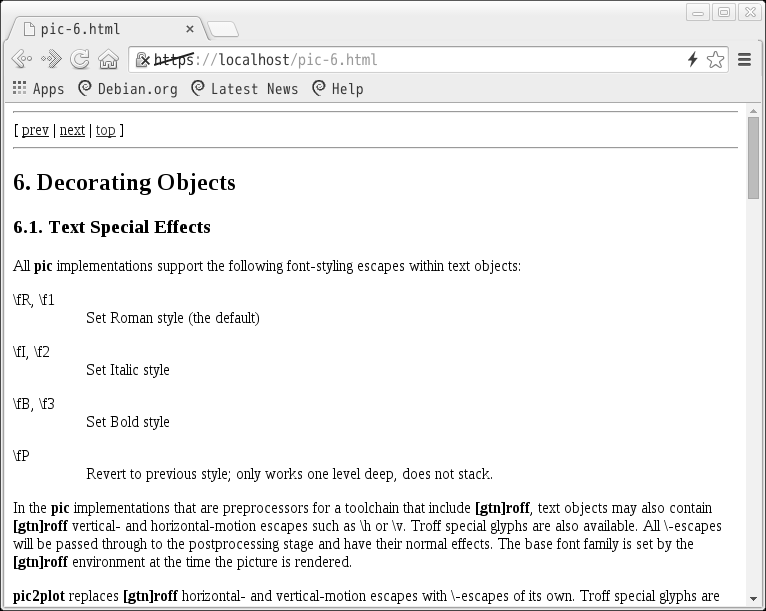 pic-6.html
https://localhost/pic-6.html
Apps Debian.org Latest News Help
[ prev | next | top ]
6. Decorating Objects
6.1. Text Special Effects
All pic implementations support the following font-styling escapes within text objects:
\fR, \f1
Set Roman style (the default)
\fI, \f2
Set Italic style
\fB, \f3
Set Bold style
\fP
Revert to previous style; only works one level deep, does not stack.
In the pic implementations that are preprocessors for a toolchain that include [gtn]roff, text objects may also contain
[gtn]roff vertical- and horizontal-motion escapes such as \h or \v. Troff special glyphs are also available. All \-escapes
will be passed through to the postprocessing stage and have their normal effects. The base font family is set by the
[gtn]roff environment at the time the picture is rendered.
pic2plot replaces [gtn]roff horizontal- and vertical-motion escapes with \-escapes of its own. Troff special glyphs are